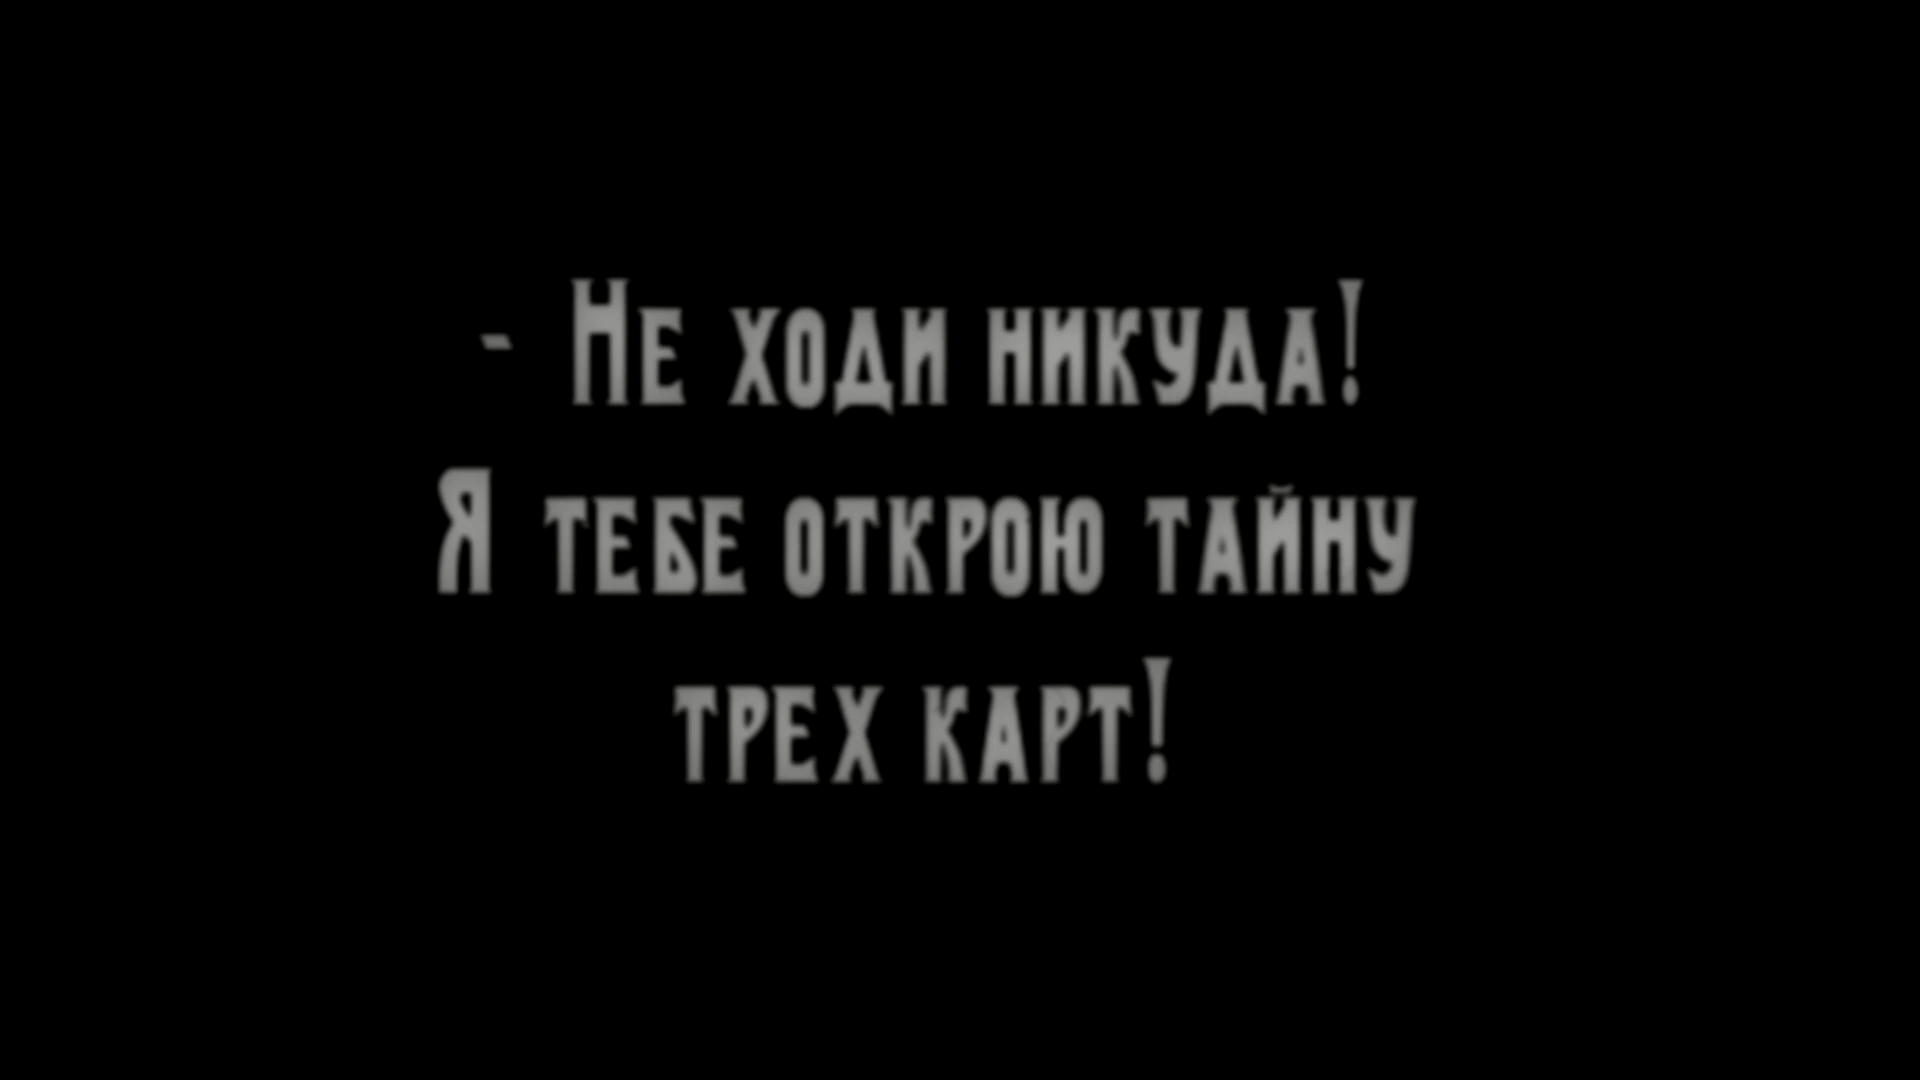 - Не ходи никуда!
Я тебе открою тайну
трех карт!